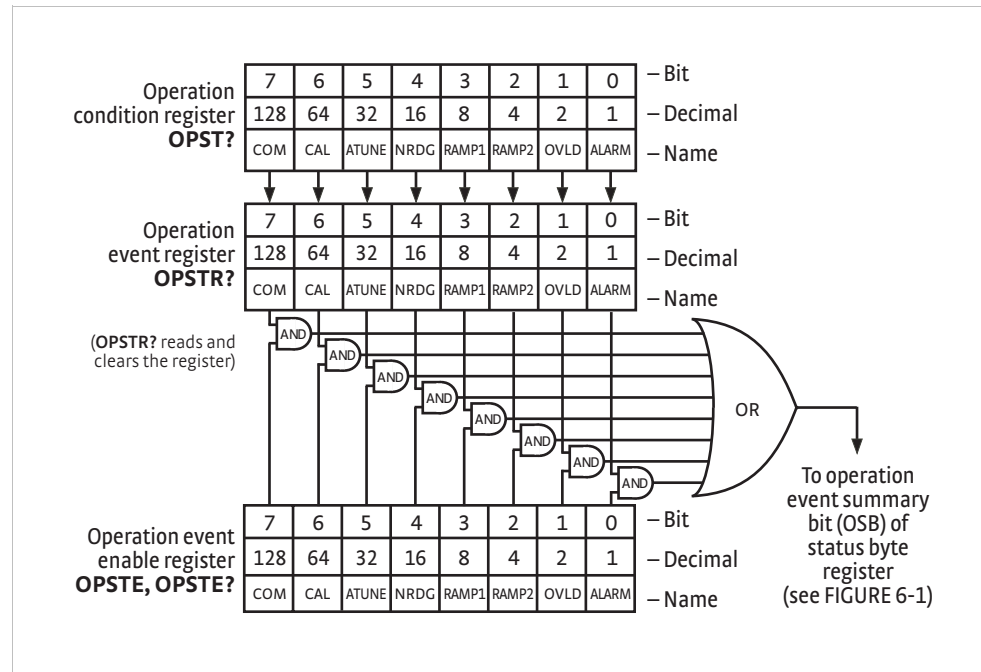 Operation
condition register
OPST?
7 6 5 4 3 2 1 0 – Bit
128 64 32 16 8 4 2 1 – Decimal
COM CAL ATUNE NRDG RAMP1 RAMP2 OVLD ALARM – Name
Operation
event register
OPSTR?
7 6 5 4 3 2 1 0 – Bit
128 64 32 16 8 4 2 1 – Decimal
COM CAL ATUNE NRDG RAMP1 RAMP2 OVLD ALARM – Name
(OPSTR? reads and
clears the register)
AND
AND
AND
AND
AND
AND
AND
AND
OR
To operation
event summary
bit (OSB) of
status byte
register
(see FIGURE 6-1)
Operation event
enable register
OPSTE, OPSTE?
7 6 5 4 3 2 1 0 – Bit
128 64 32 16 8 4 2 1 – Decimal
COM CAL ATUNE NRDG RAMP1 RAMP2 OVLD ALARM – Name